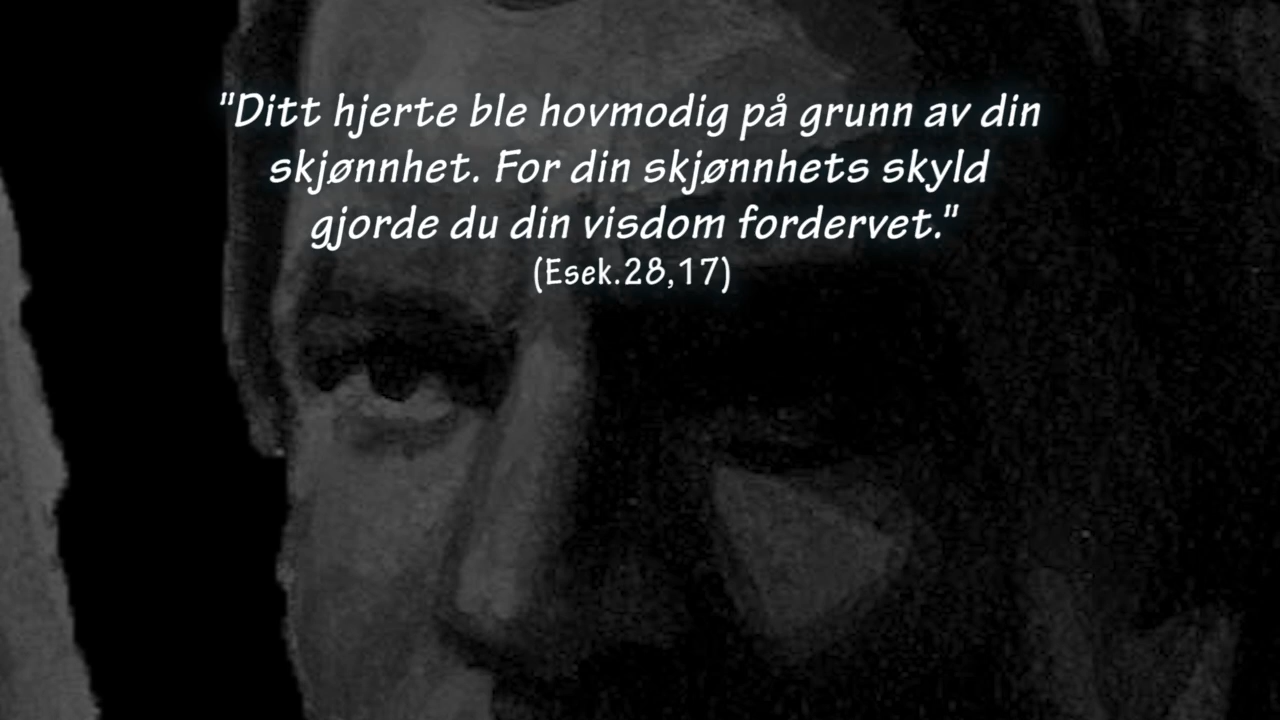 "Ditt hjerte ble hovmodig på grunn av din
skjønnhet. For din skjønnhets skyld
gjorde du din visdom fordervet."
(Esek.28,17)